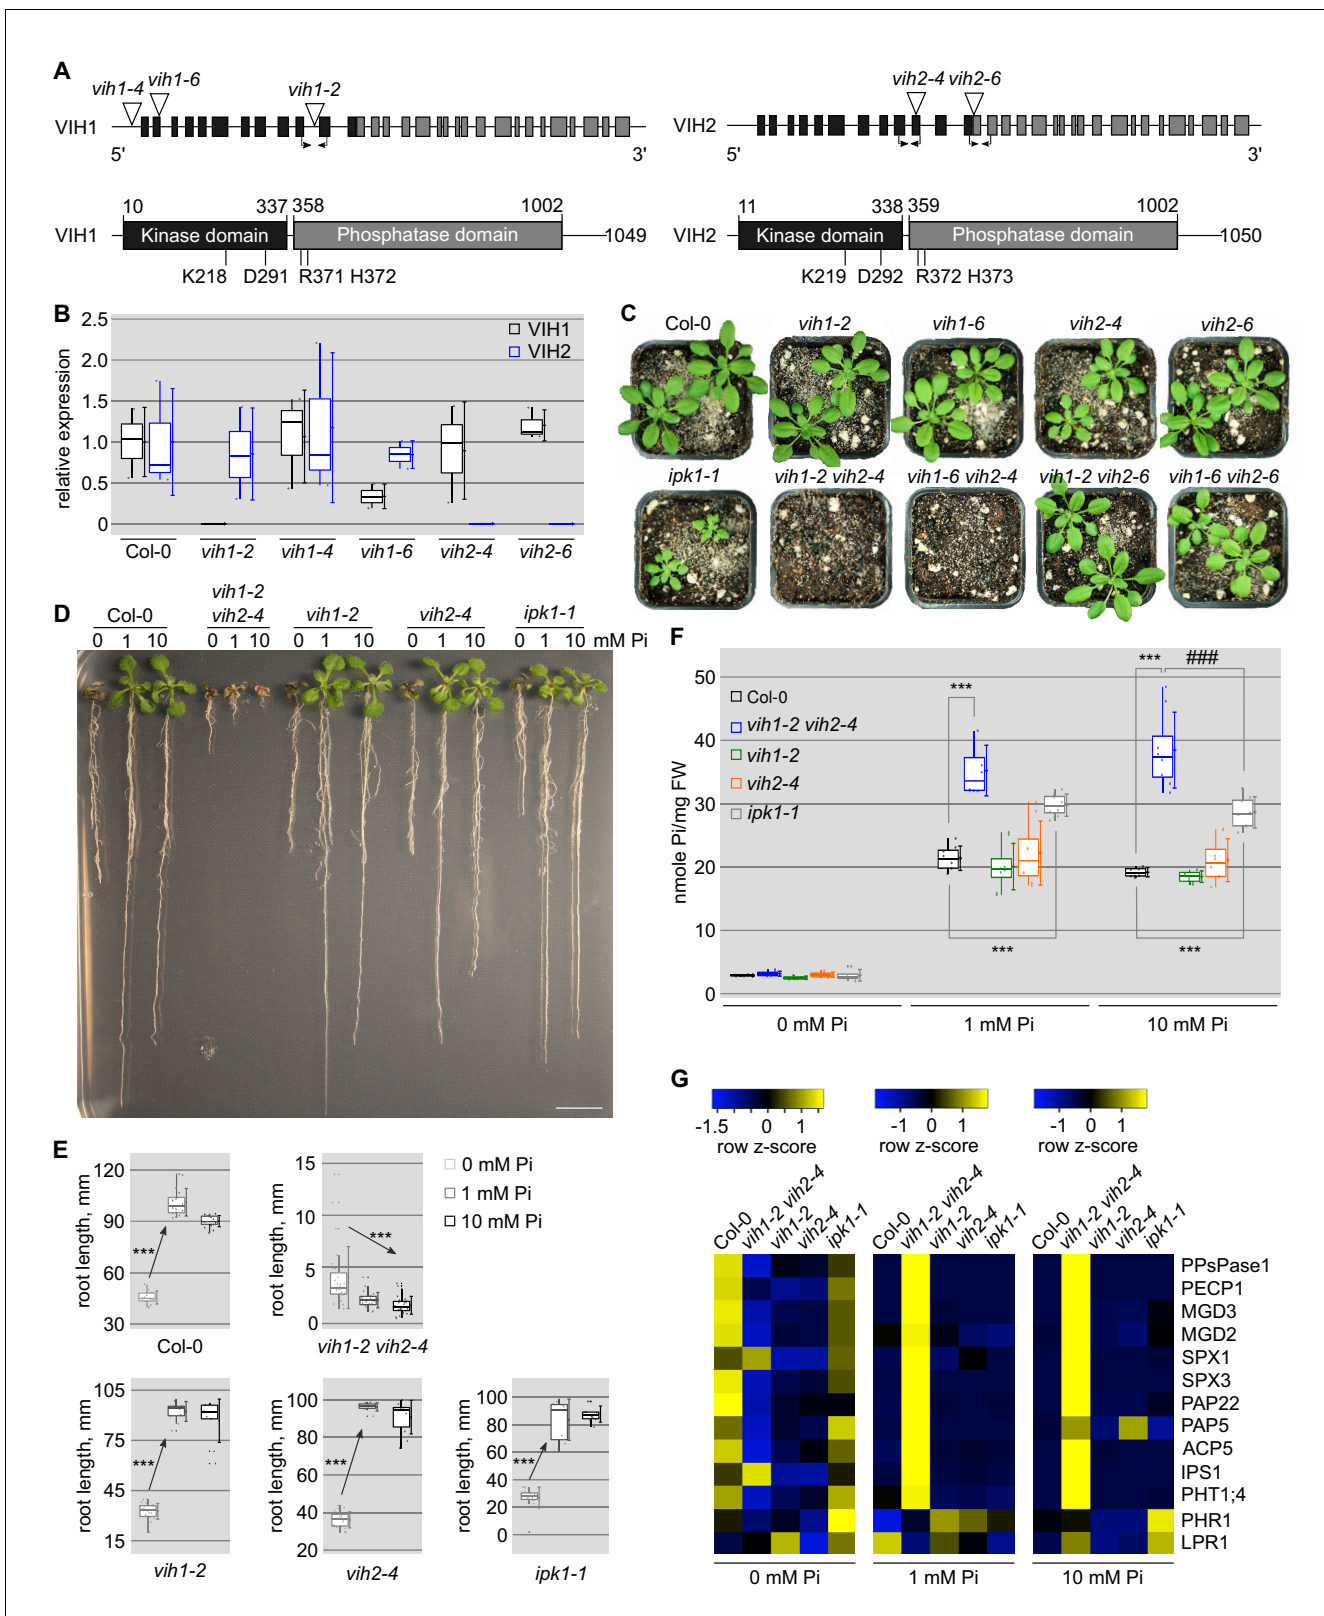 A
vih1-4
vih1-6
vih1-2
VIH1
5'
3'
vih2-4
vih2-6
VIH2
5'
3'
10
337
358
1002
VIH1
Kinase domain
Phosphatase domain
1049
K218
D291
R371
H372
11
338
359
1002
VIH2
Kinase domain
Phosphatase domain
1050
K219
D292
R372
H373
B
2.5
2.0
1.5
1.0
0.5
0
relative expression
VIH1
VIH2
Col-0
vih1-2
vih1-4
vih1-6
vih2-4
vih2-6
C
Col-0
vih1-2
vih1-6
vih2-4
vih2-6
ipk1-1
vih1-2 vih2-4
vih1-6 vih2-4
vih1-2 vih2-6
vih1-6 vih2-6
D
Col-0
vih1-2
vih2-4
vih1-2
vih2-4
ipk1-1
0 1 10
0 1 10
0 1 10
0 1 10
0 1 10
mM Pi
E
120
90
60
30
root length, mm
***
Col-0
15
10
5
0
root length, mm
***
vih1-2 vih2-4
0 mM Pi
1 mM Pi
10 mM Pi
105
75
45
15
root length, mm
***
vih1-2
100
80
60
40
20
root length, mm
***
vih2-4
100
80
60
40
20
0
root length, mm
***
ipk1-1
F
50
40
30
20
10
0
nmole Pi/mg FW
Col-0
vih1-2 vih2-4
vih1-2
vih2-4
ipk1-1
***
***
***
###
***
0 mM Pi
1 mM Pi
10 mM Pi
G
-1.5 0 1
row z-score
-1 0 1
row z-score
-1 0 1
row z-score
Col-0
vih1-2 vih2-4
vih1-2
vih2-4
ipk1-1
Col-0
vih1-2 vih2-4
vih1-2
vih2-4
ipk1-1
Col-0
vih1-2 vih2-4
vih1-2
vih2-4
ipk1-1
PPsPase1
PECP1
MGD3
MGD2
SPX1
SPX3
PAP22
PAP5
ACP5
IPS1
PHT1;4
PHR1
LPR1
0 mM Pi
1 mM Pi
10 mM Pi